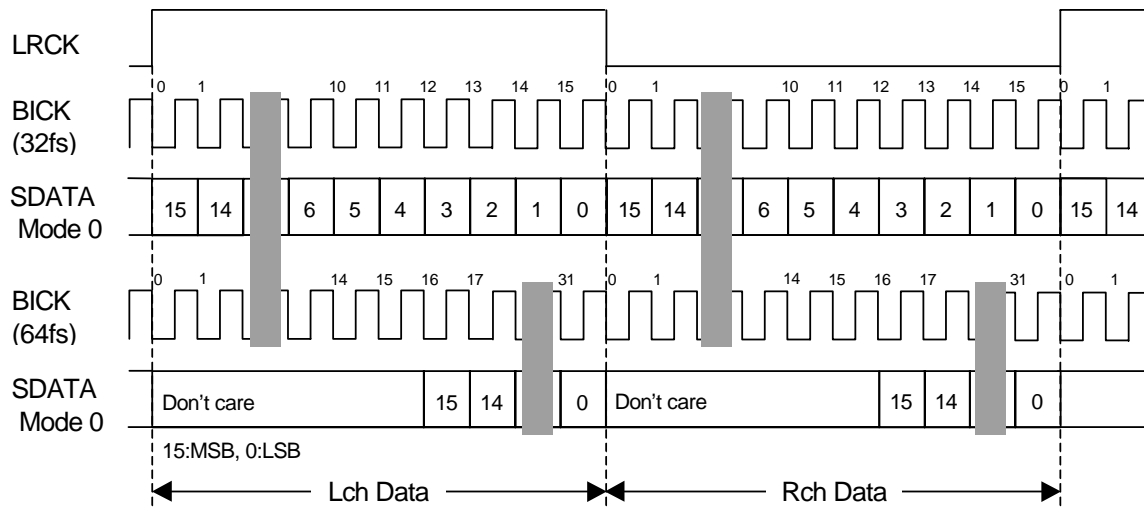 LRCK
0 1 10 11 12 13 14 15 0 1 10 11 12 13 14 15 0 1
BICK
(32fs)
SDATA
Mode 0
15 14 6 5 4 3 2 1 0 15 14 6 5 4 3 2 1 0 15 14
0 1 14 15 16 17 31 0 1 14 15 16 17 31 0 1
BICK
(64fs)
SDATA
Mode 0
Don't care 15 14 0 Don't care 15 14 0
15:MSB, 0:LSB
Lch Data Rch Data